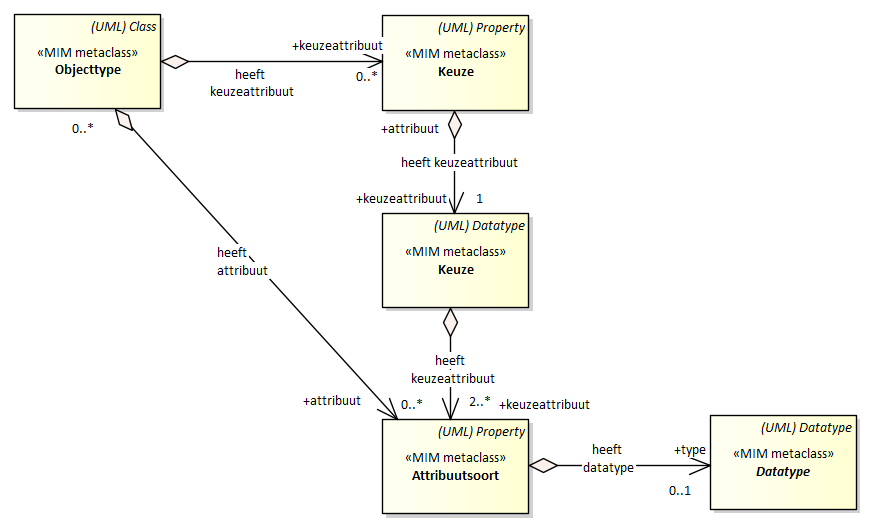 (UML) Class
«MIM metaclass»
Objecttype
+keuzeattribuut
0..*
heeft
keuzeattribuut
(UML) Property
«MIM metaclass»
Keuze
0..*
+attribuut
heeft keuzeattribuut
+keuzeattribuut
1
(UML) Datatype
«MIM metaclass»
Keuze
heeft
attribuut
heeft
keuzeattribuut
+attribuut
0..*
2..*
+keuzeattribuut
(UML) Property
«MIM metaclass»
Attribuutsoort
heeft
datatype
+type
0..1
(UML) Datatype
«MIM metaclass»
Datatype